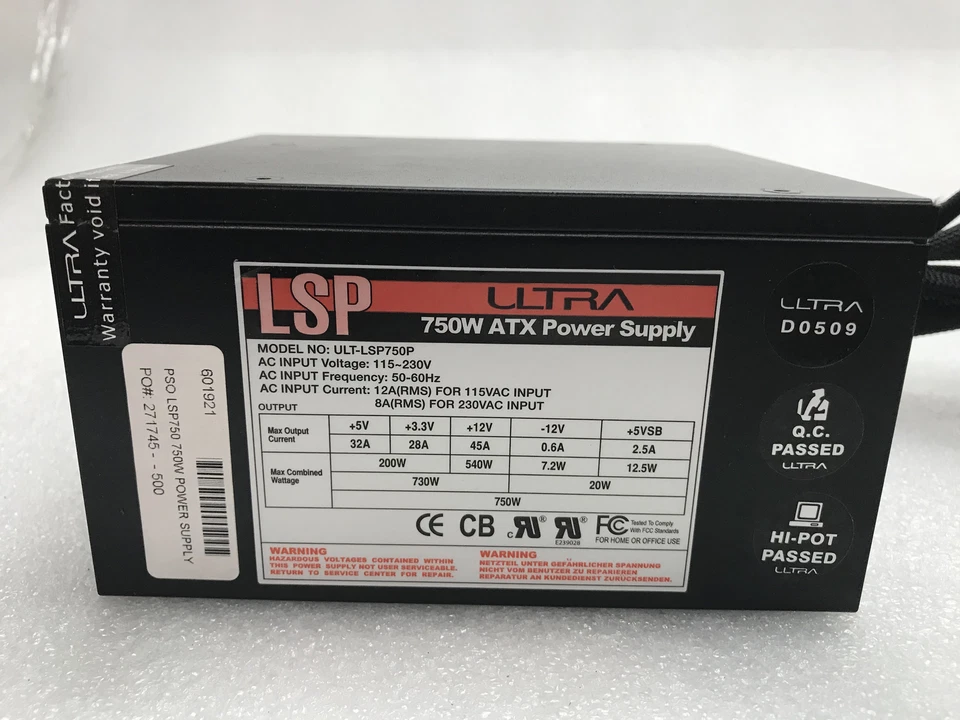 ULTRA Fact
Warranty void i
601921
PSO LSP750 750W POWER SUPPLY
PO#: 271745 - - 500
LSP ULTRA
750W ATX Power Supply
MODEL NO: ULT-LSP750P
AC INPUT Voltage: 115~230V
AC INPUT Frequency: 50-60Hz
AC INPUT Current: 12A(RMS) FOR 115VAC INPUT
8A(RMS) FOR 230VAC INPUT
OUTPUT
Max Output Current +5V +3.3V +12V -12V +5VSB
32A 28A 45A 0.6A 2.5A
Max Combined Wattage 200W 540W 7.2W 12.5W
730W 20W
750W
CE CB c RU ® RU ® FC Tested To Comply
With FCC Standards
E239028 FOR HOME OR OFFICE USE
WARNING
HAZARDOUS VOLTAGES CONTAINED WITHIN
THIS POWER SUPPLY NOT USER SERVICEABLE.
RETURN TO SERVICE CENTER FOR REPAIR.
WARNING
NETZTEIL UNTER GEFÄHRLICHER SPANNUNG
NICHT VOM BENUTZER ZU REPARIEREN
REPARATUR AN KUNDEDIENST ZURUCKSENDEN.
ULTRA
D0509
Q.C.
PASSED
ULTRA
HI-POT
PASSED
ULTRA